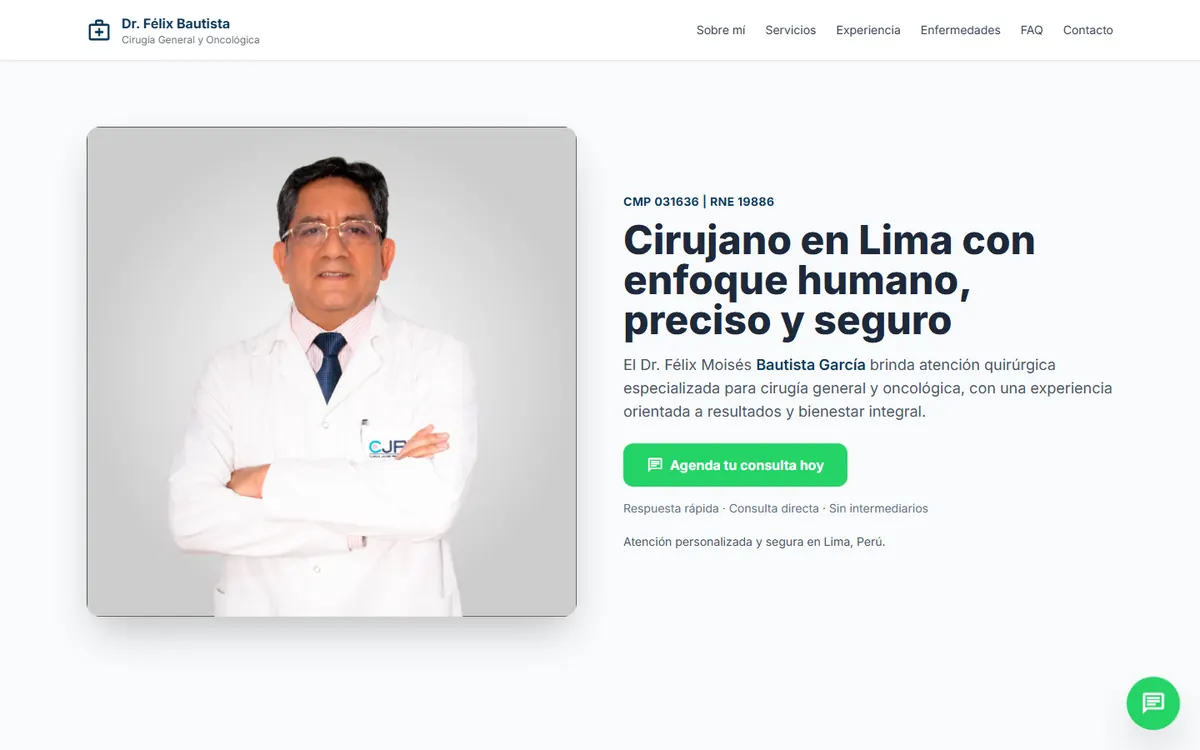 Dr. Félix Bautista
Cirugía General y Oncológica
Sobre mí
Servicios
Experiencia
Enfermedades
FAQ
Contacto
CMP 031636 | RNE 19886
Cirujano en Lima con
enfoque humano,
preciso y seguro
El Dr. Félix Moisés Bautista García brinda atención quirúrgica
especializada para cirugía general y oncológica, con una experiencia
orientada a resultados y bienestar integral.
Agenda tu consulta hoy
Respuesta rápida · Consulta directa · Sin intermediarios
Atención personalizada y segura en Lima, Perú.